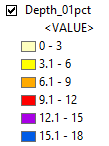 Depth_01pct
<VALUE>
0 - 3
3.1 - 6
6.1 - 9
9.1 - 12
12.1 - 15
15.1 - 18